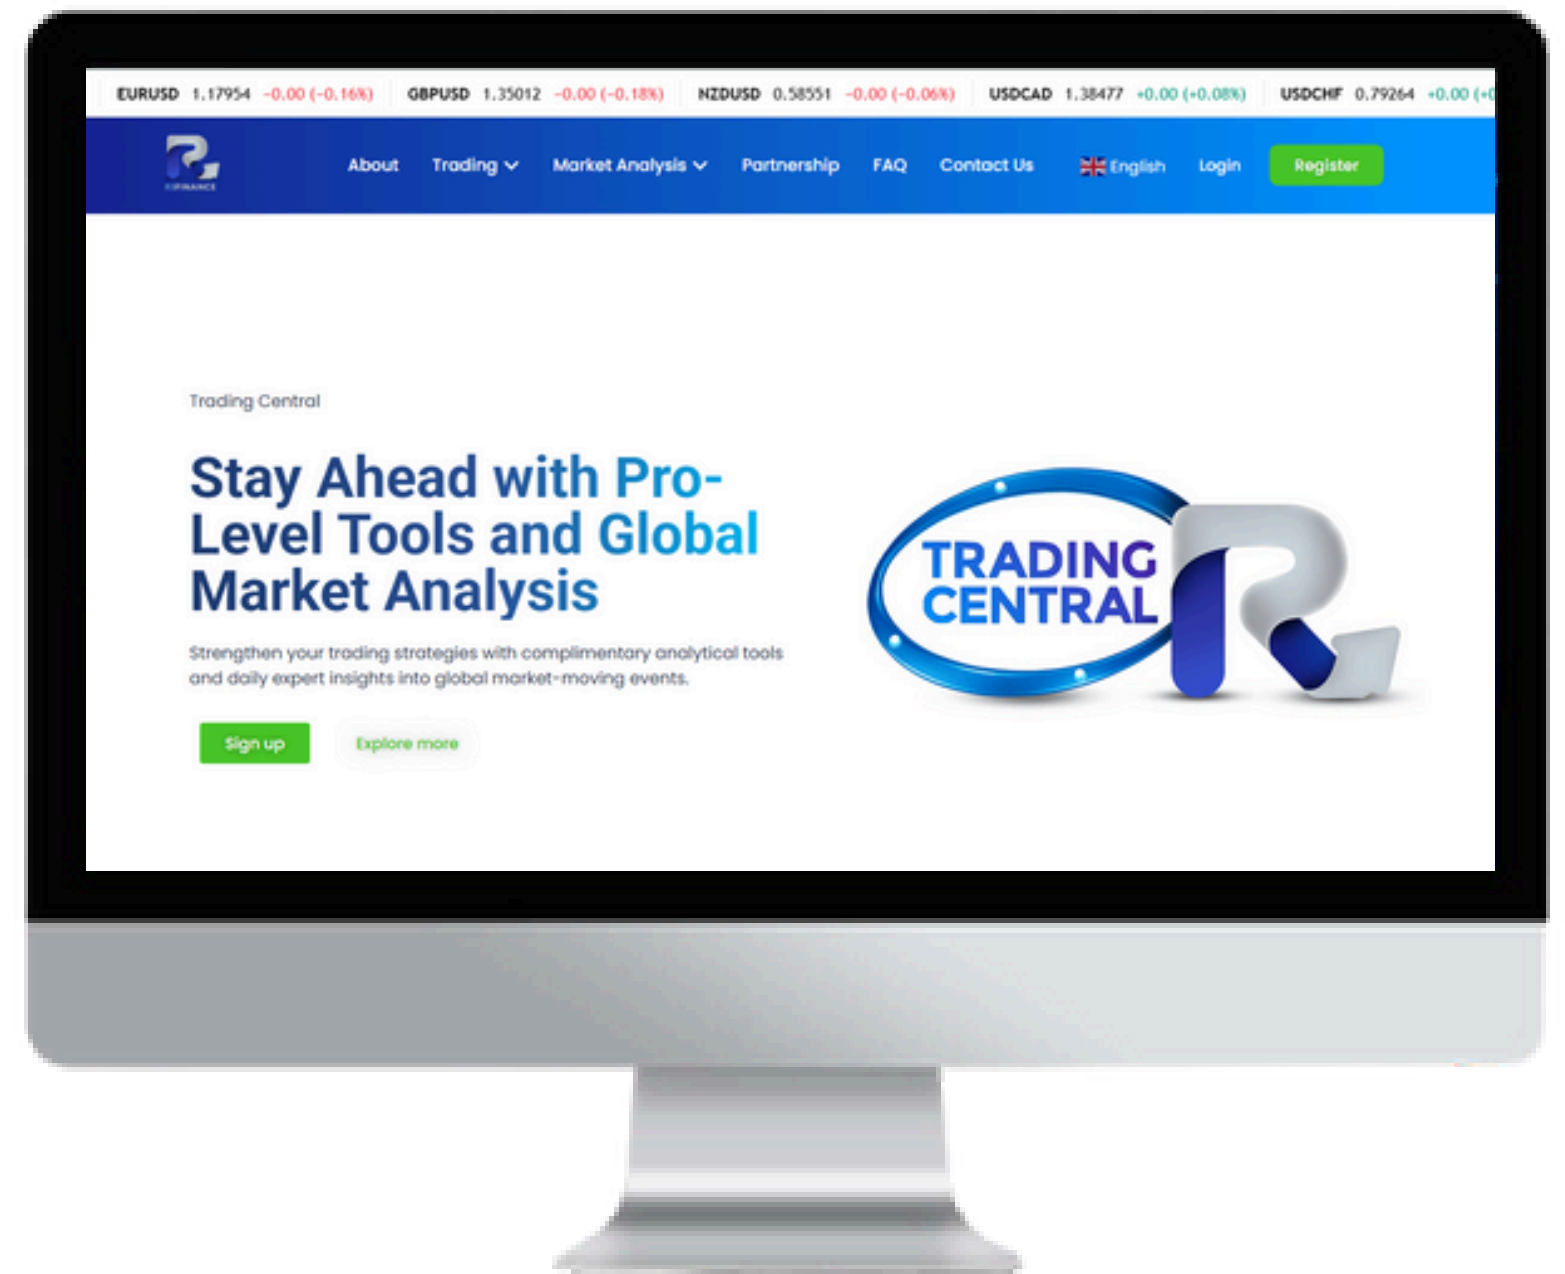 EURUSD 1.17954 -0.00 (-0.16%) GBPUSD 1.35012 -0.00 (-0.18%) NZDUSD 0.58551 -0.00 (-0.06%) USDCAD 1.38477 +0.00 (+0.08%) USDCHF 0.79264 +0.00 (+0
About Trading Market Analysis Partnership FAQ Contact Us English Login Register
Trading Central
Stay Ahead with Pro-
Level Tools and Global
Market Analysis
Strengthen your trading strategies with complimentary analytical tools
and daily expert insights into global market-moving events.
Sign up Explore more
TRADING
CENTRAL